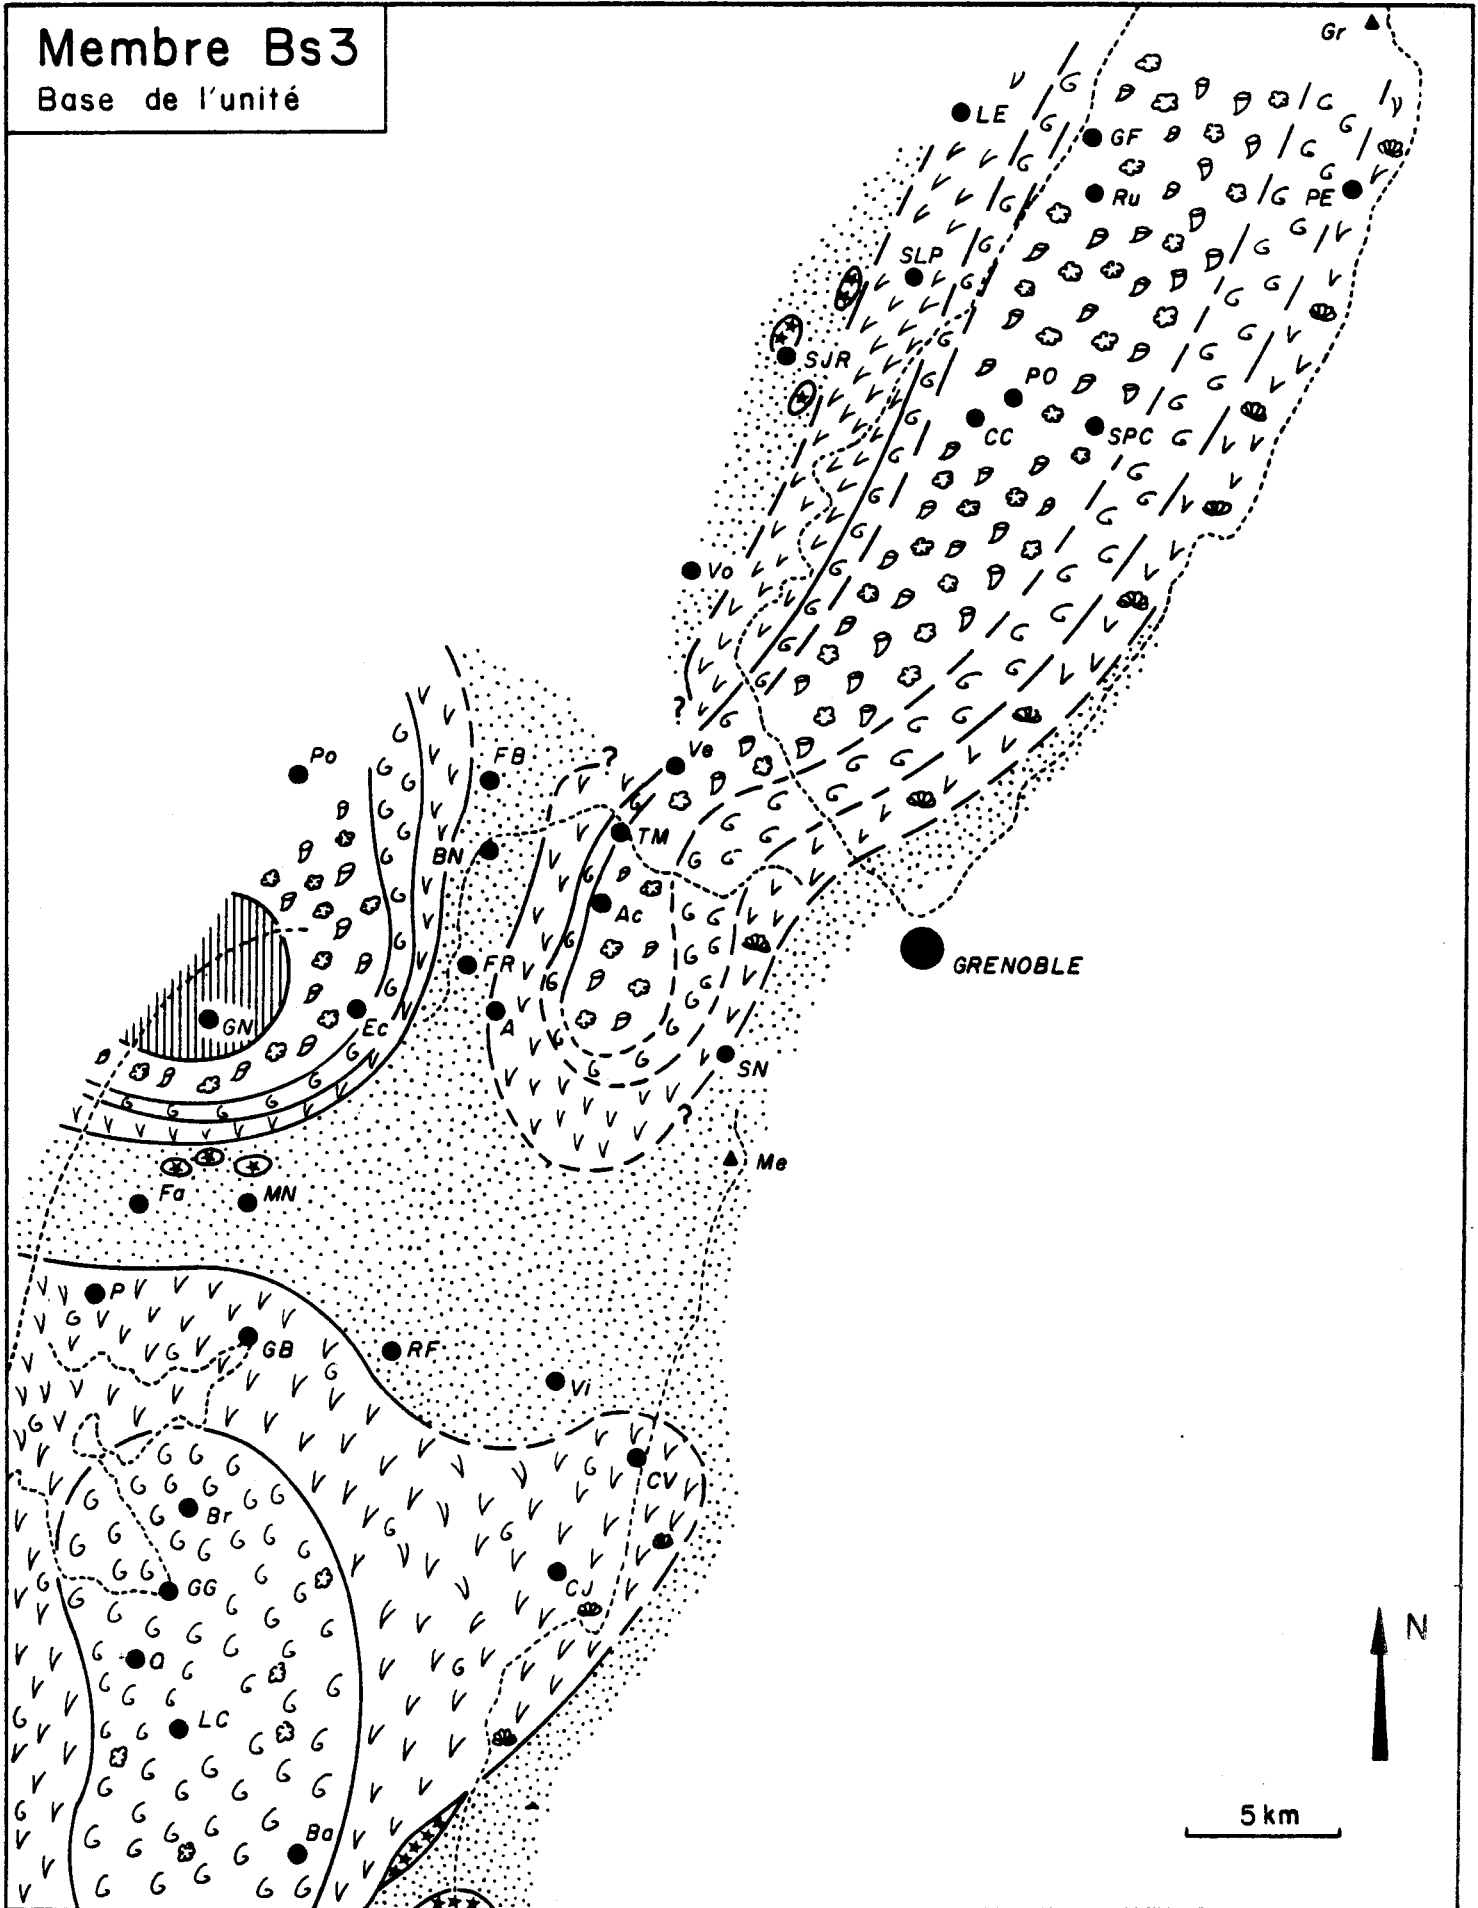 Membre Bs3
Base de l'unité
Gr
LE
GF
Ru
PE
SLP
SJR
PO
CC
SPC
Vo
?
Po
FB
?
Ve
BN
TM
Ac
GRENOBLE
FR
GN
Ec
A
SN
?
Me
Fa
MN
P
GB
RF
Vi
CV
Br
CJ
GG
Q
N
LC
5 km
Ba